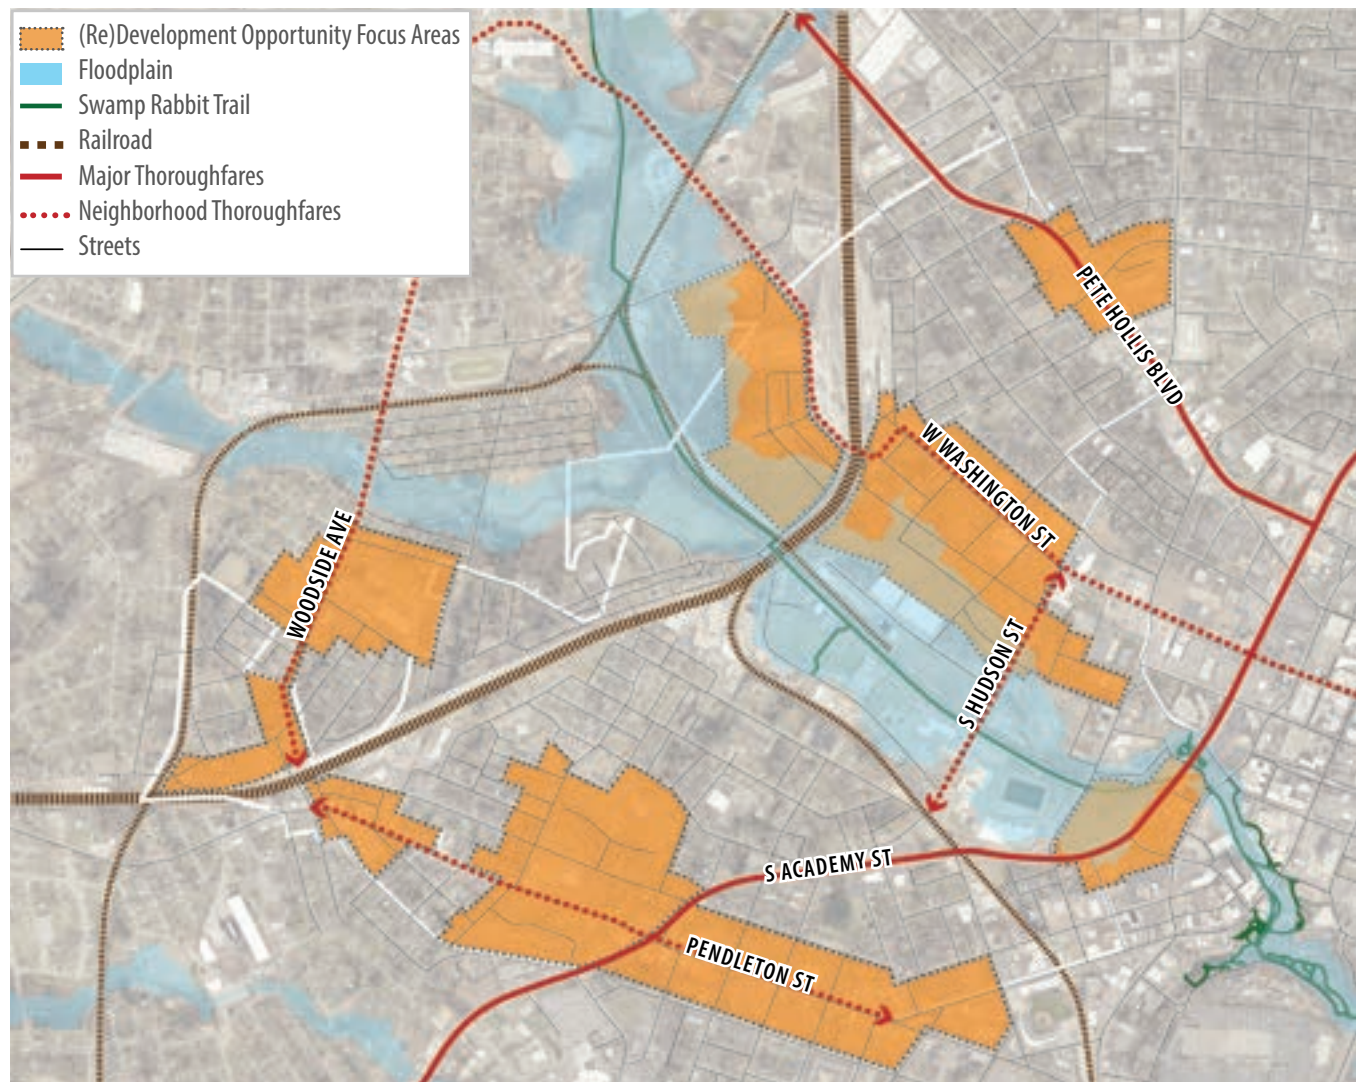 (Re)Development Opportunity Focus Areas
Floodplain
Swamp Rabbit Trail
Railroad
Major Thoroughfares
Neighborhood Thoroughfares
Streets
PETE HOLLIS BLVD
W WASHINGTON ST
WOODSIDE AVE
S HUDSON ST
S ACADEMY ST
PENDLETON ST